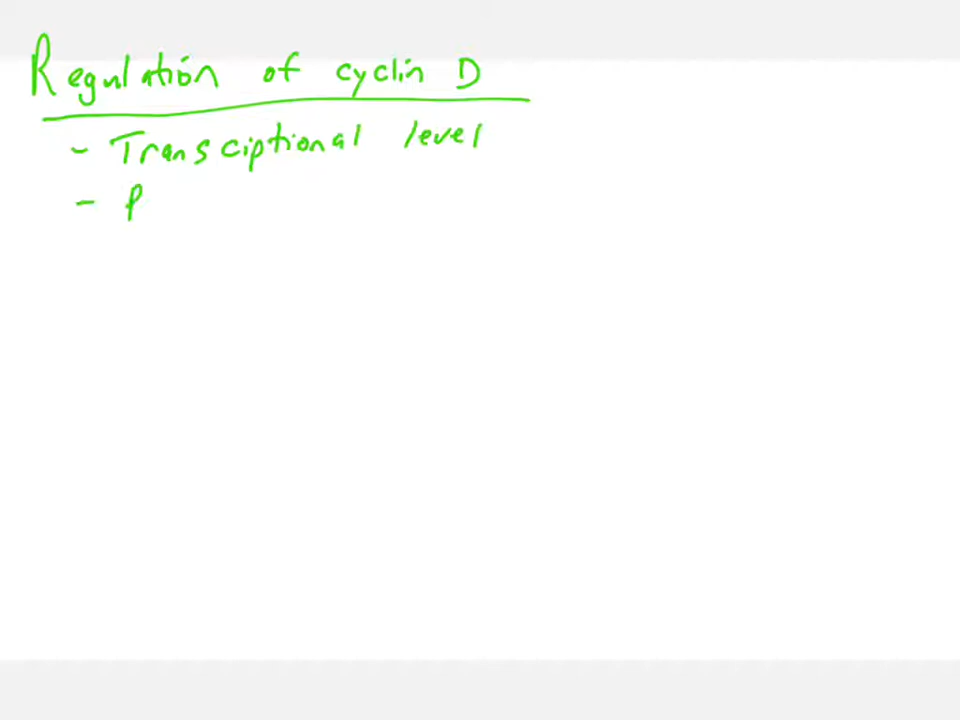 Regulation of cyclin D
- Transciptional level
- P